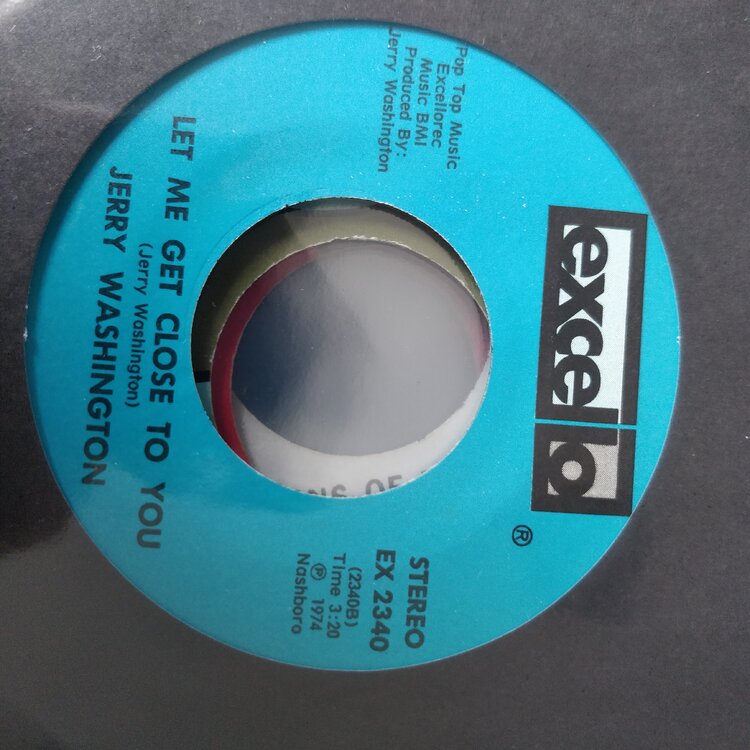 excello
®
Pop Top Music
Excellorec
Music BMI
Produced By:
Jerry Washington
STEREO
EX 2340
(2340B)
Time 3:20
℗ 1974
Nashboro
LET ME GET CLOSE TO YOU
(Jerry Washington)
JERRY WASHINGTON
OF